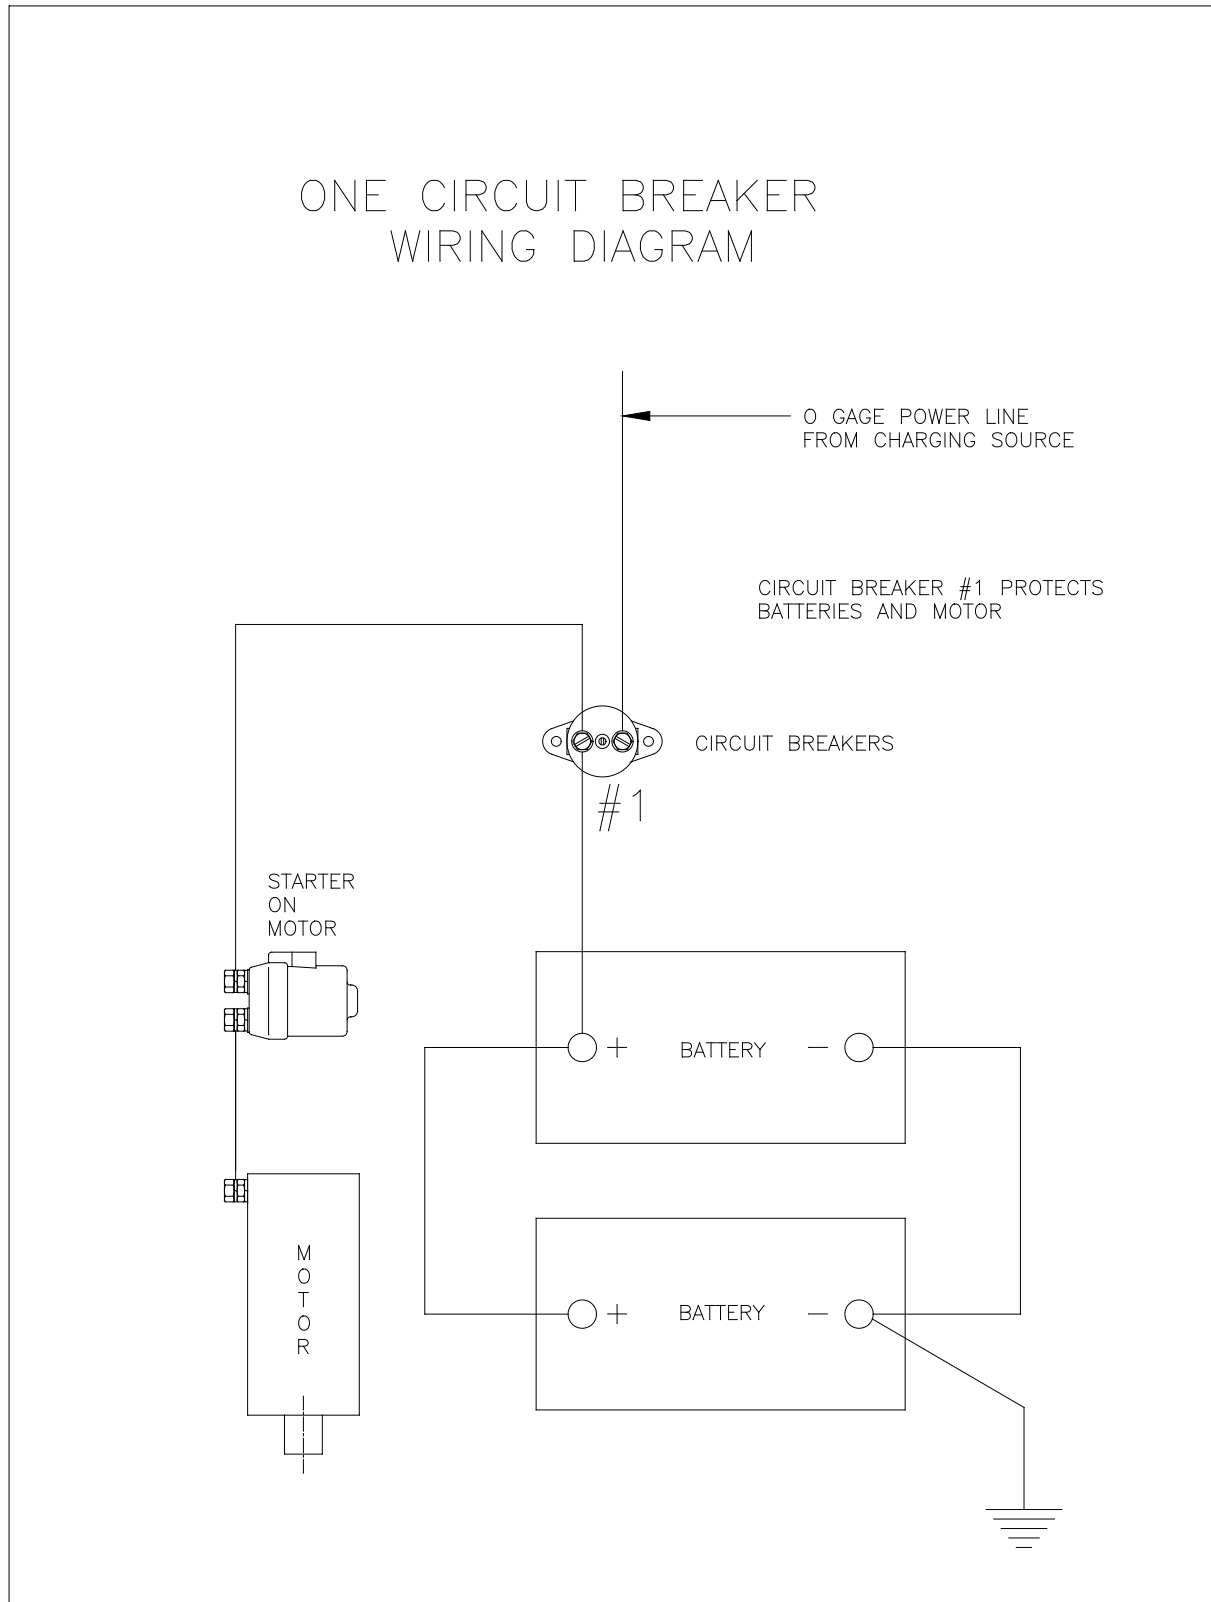 ONE CIRCUIT BREAKER
WIRING DIAGRAM
O GAGE POWER LINE
FROM CHARGING SOURCE
CIRCUIT BREAKER #1 PROTECTS
BATTERIES AND MOTOR
CIRCUIT BREAKERS
#1
STARTER
ON
MOTOR
+ BATTERY −
+ BATTERY −
M
O
T
O
R